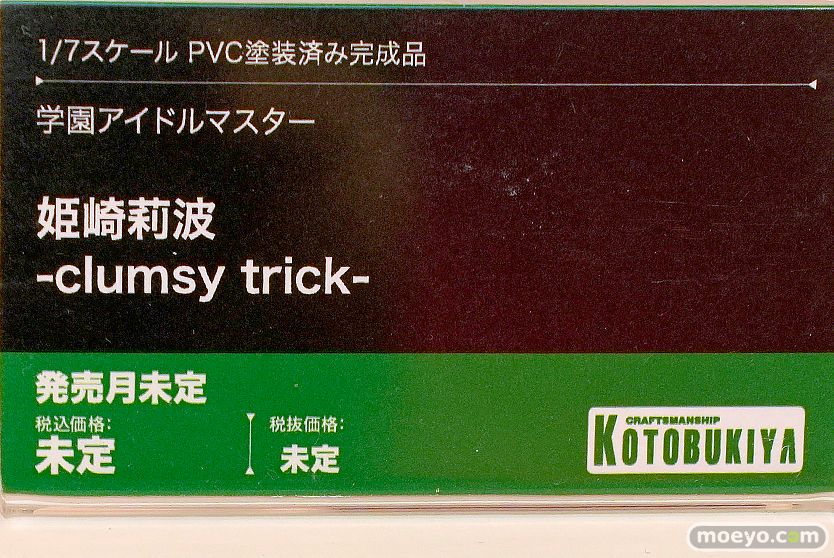 1/7スケール PVC塗装済み完成品
学園アイドルマスター
姫崎莉波
-clumsy trick-
発売月未定
税込価格:
未定
税抜価格:
未定
CRAFTSMANSHIP
KOTOBUKIYA
moeyo.com